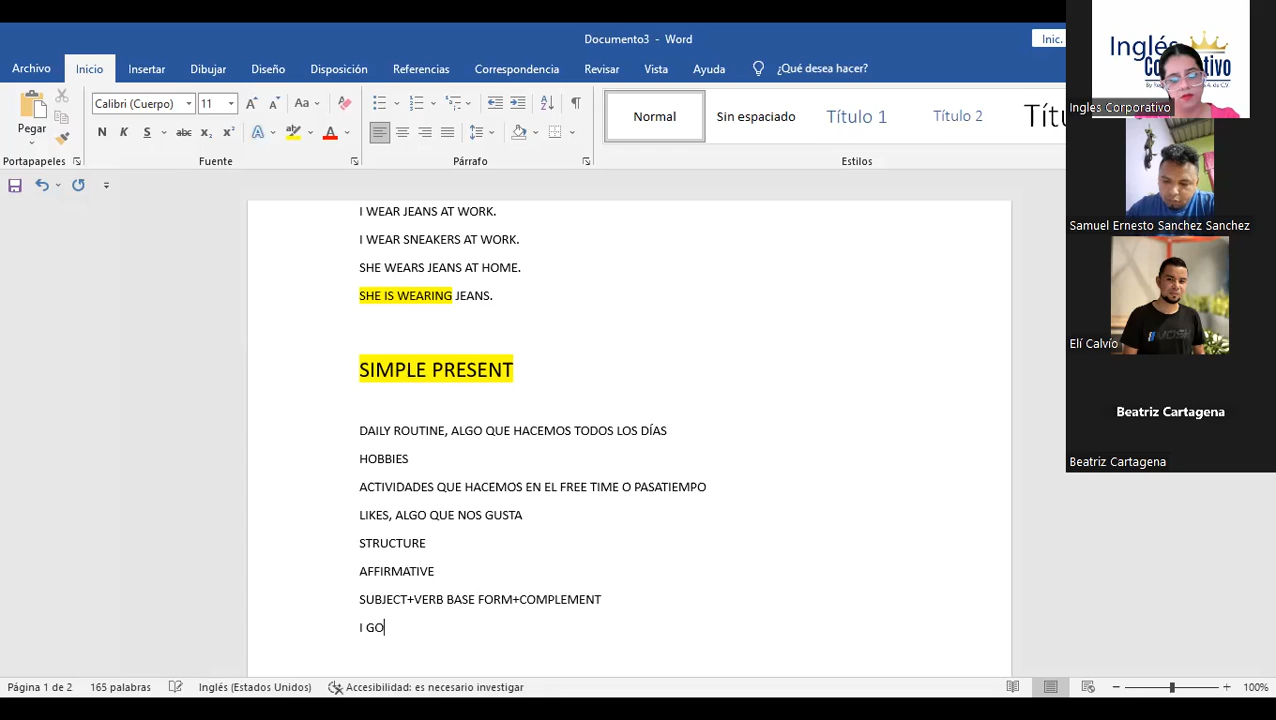 Documento3 - Word
Inic.
Archivo Inicio Insertar Dibujar Diseño Disposición Referencias Correspondencia Revisar Vista Ayuda ¿Qué desea hacer?
Pegar
Calibri (Cuerpo) 11
Normal
Sin espaciado
Título 1
Título 2
Portapapeles Fuente Párrafo Estilos
I WEAR JEANS AT WORK.
I WEAR SNEAKERS AT WORK.
SHE WEARS JEANS AT HOME.
SHE IS WEARING JEANS.
SIMPLE PRESENT
DAILY ROUTINE, ALGO QUE HACEMOS TODOS LOS DÍAS
HOBBIES
ACTIVIDADES QUE HACEMOS EN EL FREE TIME O PASATIEMPO
LIKES, ALGO QUE NOS GUSTA
STRUCTURE
AFFIRMATIVE
SUBJECT+VERB BASE FORM+COMPLEMENT
I GO
Página 1 de 2 165 palabras Inglés (Estados Unidos) Accesibilidad: es necesario investigar 100%
Ingles Corporativo
Samuel Ernesto Sanchez Sanchez
Elí Calvío
Beatriz Cartagena
Beatriz Cartagena